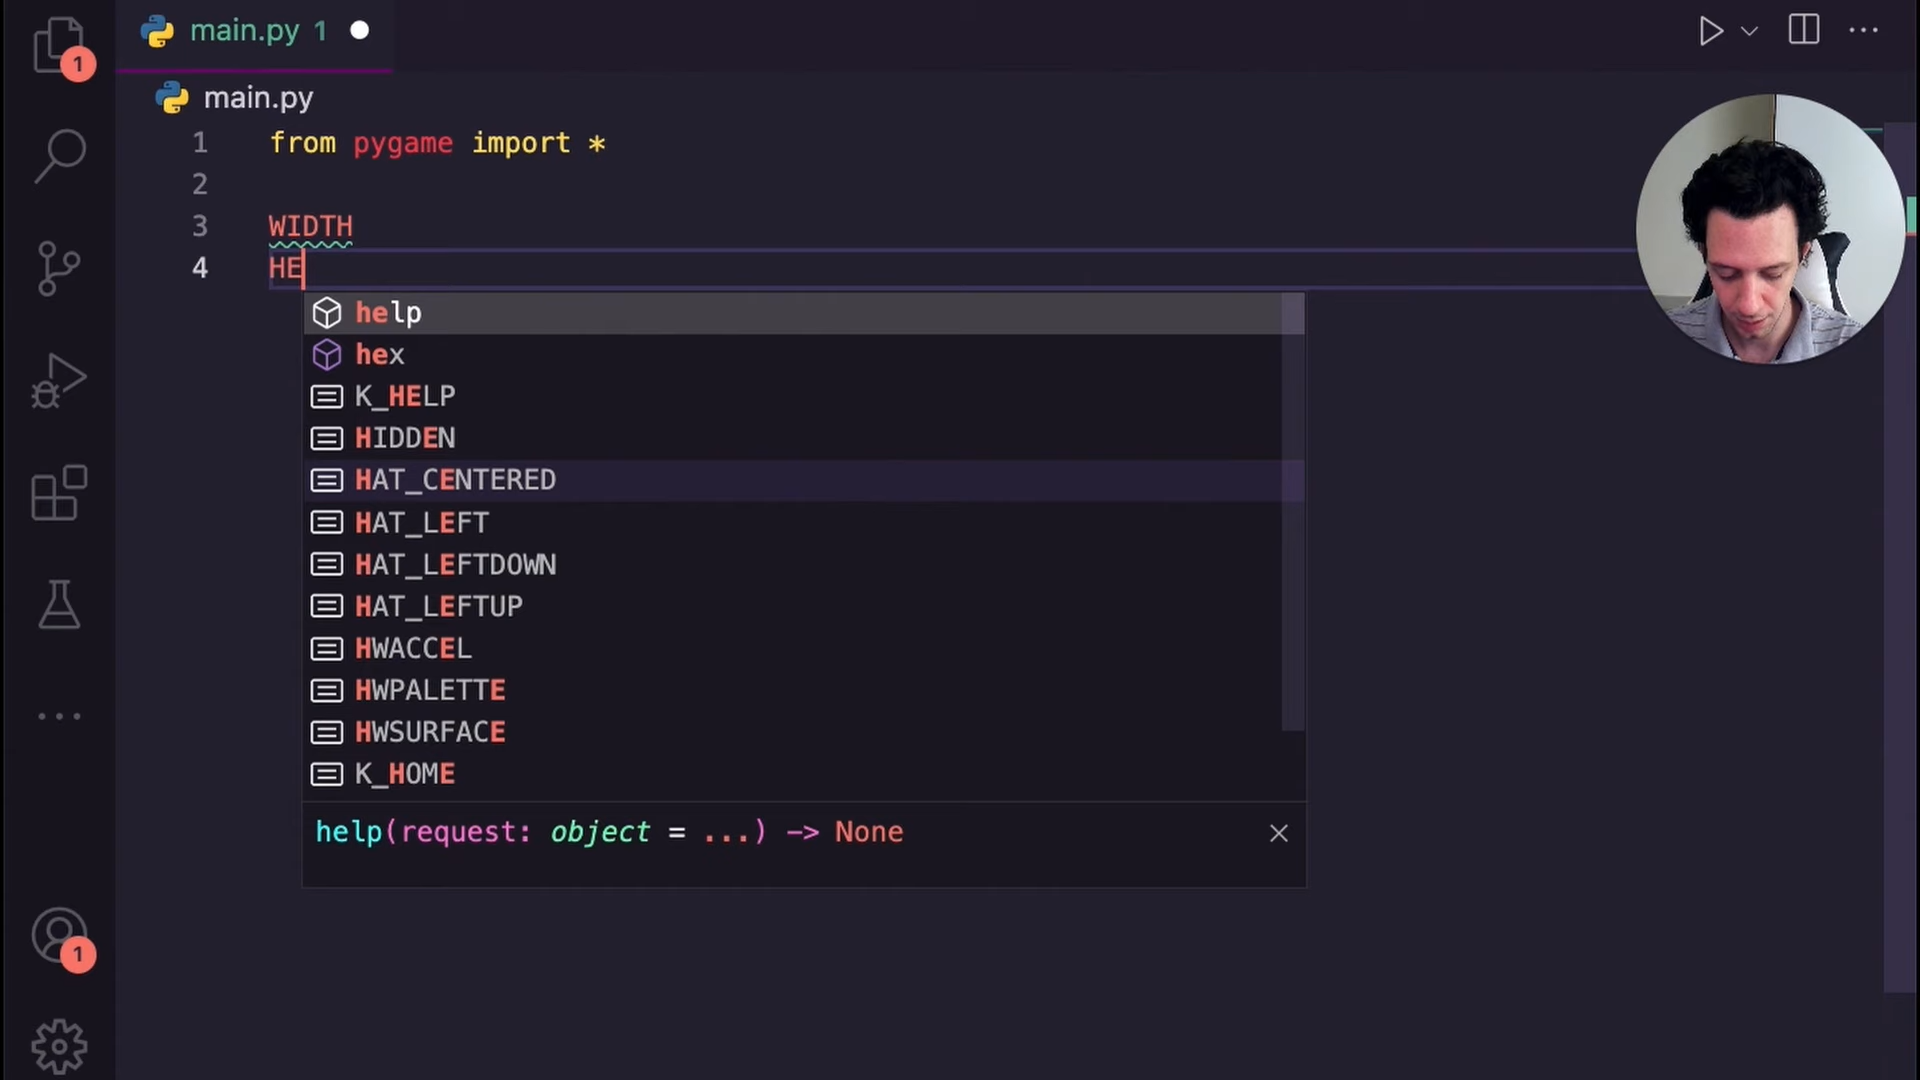 main.py 1
1
main.py
1 from pygame import *
2
3 WIDTH
4 HE
help
hex
K_HELP
HIDDEN
HAT_CENTERED
HAT_LEFT
HAT_LEFTDOWN
HAT_LEFTUP
HWACCEL
HWPALETTE
HWSURFACE
K_HOME
help(request: object = ...) -> None
1